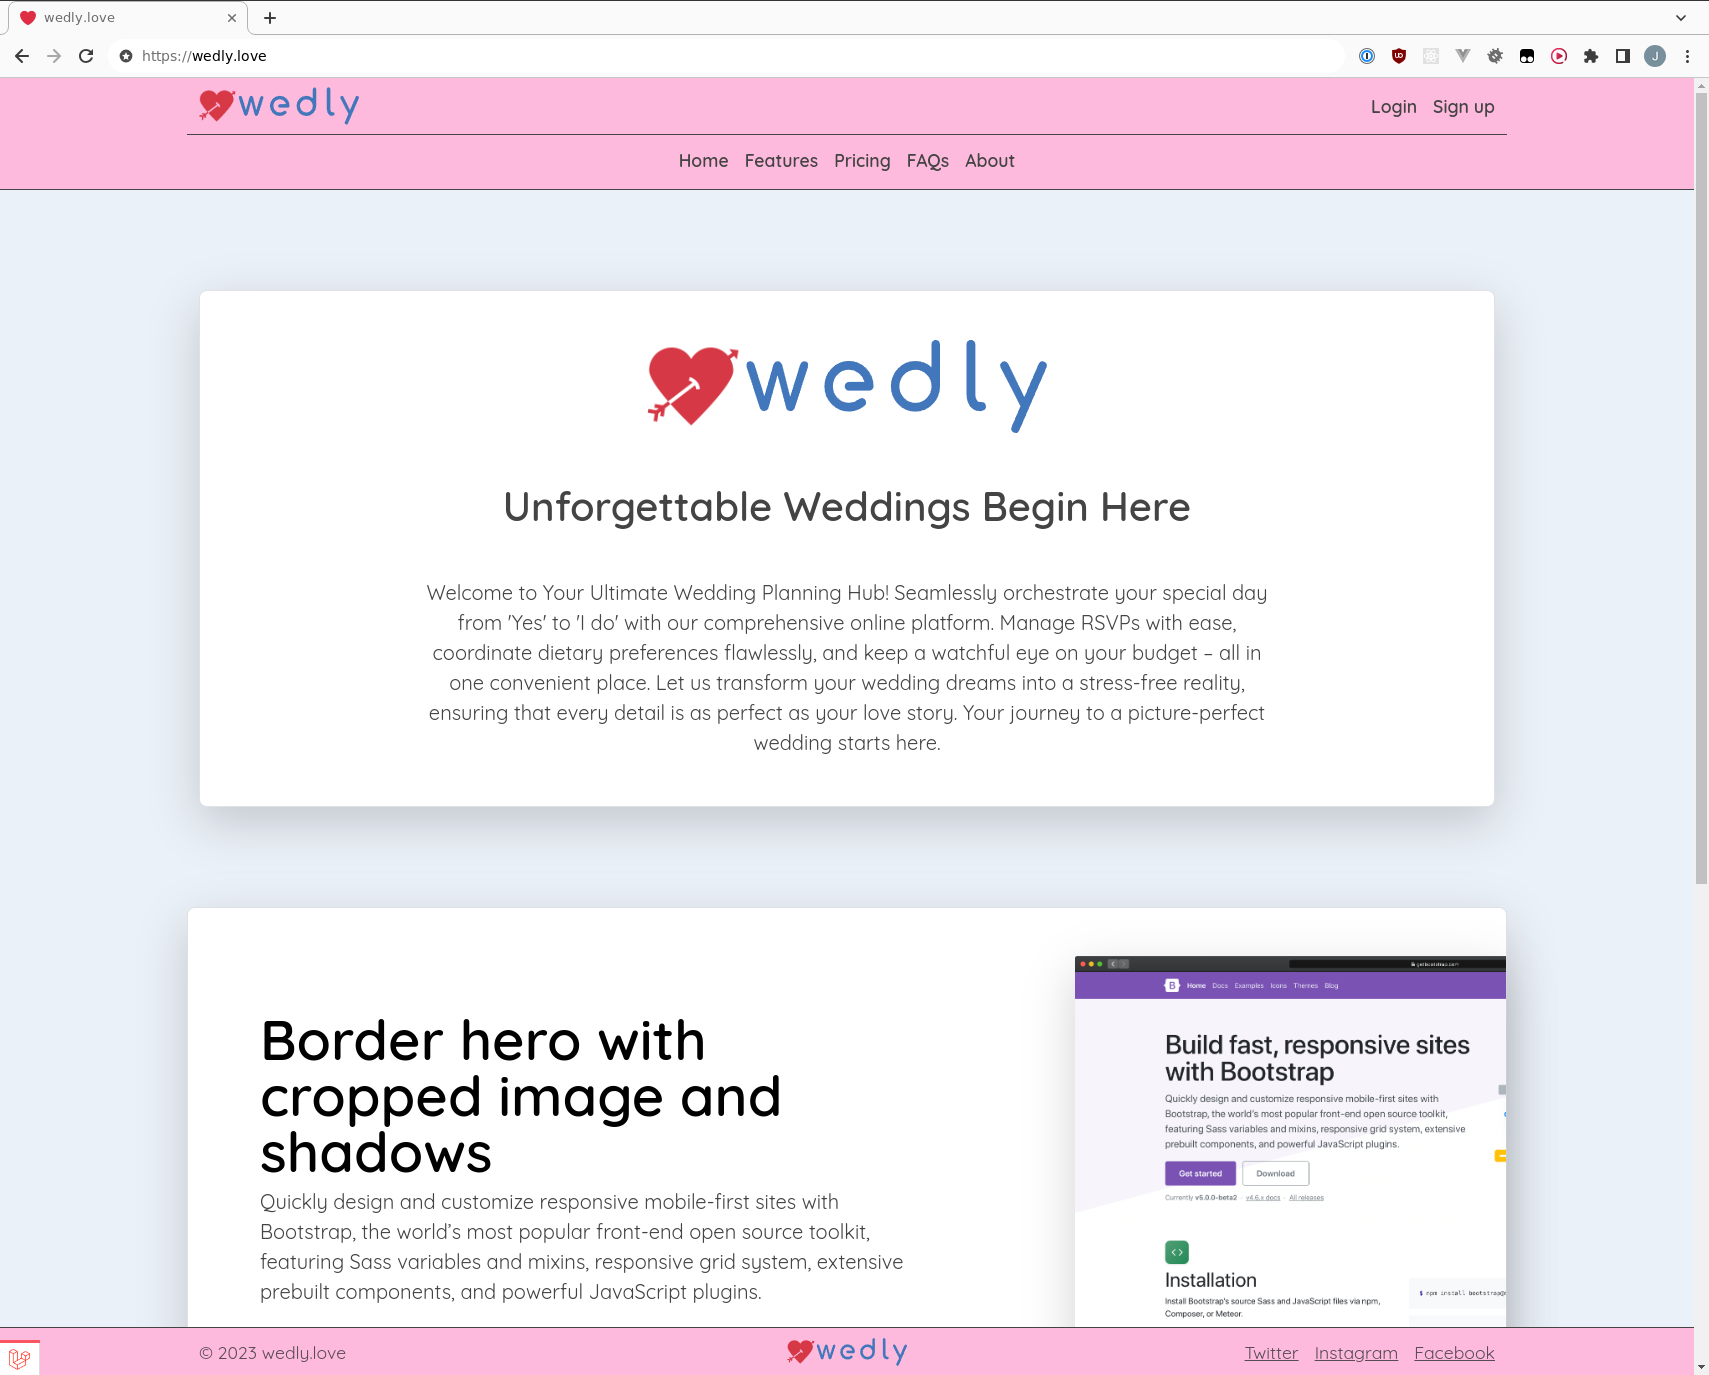 wedly.love
https://wedly.love
J
wedly
Login Sign up
Home Features Pricing FAQs About
wedly
Unforgettable Weddings Begin Here
Welcome to Your Ultimate Wedding Planning Hub! Seamlessly orchestrate your special day
from 'Yes' to 'I do' with our comprehensive online platform. Manage RSVPs with ease,
coordinate dietary preferences flawlessly, and keep a watchful eye on your budget – all in
one convenient place. Let us transform your wedding dreams into a stress-free reality,
ensuring that every detail is as perfect as your love story. Your journey to a picture-perfect
wedding starts here.
Border hero with
cropped image and
shadows
Quickly design and customize responsive mobile-first sites with
Bootstrap, the world’s most popular front-end open source toolkit,
featuring Sass variables and mixins, responsive grid system, extensive
prebuilt components, and powerful JavaScript plugins.
getbootstrap.com
B Home Docs Examples Icons Themes Blog
Build fast, responsive sites
with Bootstrap
Quickly design and customize responsive mobile-first sites with
Bootstrap, the world's most popular front-end open source toolkit,
featuring Sass variables and mixins, responsive grid system, extensive
prebuilt components, and powerful JavaScript plugins.
Get started Download
Currently v5.0.0-beta2 · v4.6.x docs · All releases
Installation
Install Bootstrap's source Sass and JavaScript files via npm,
Composer, or Meteor.
$ npm install bootstrap@
© 2023 wedly.love
wedly
Twitter Instagram Facebook